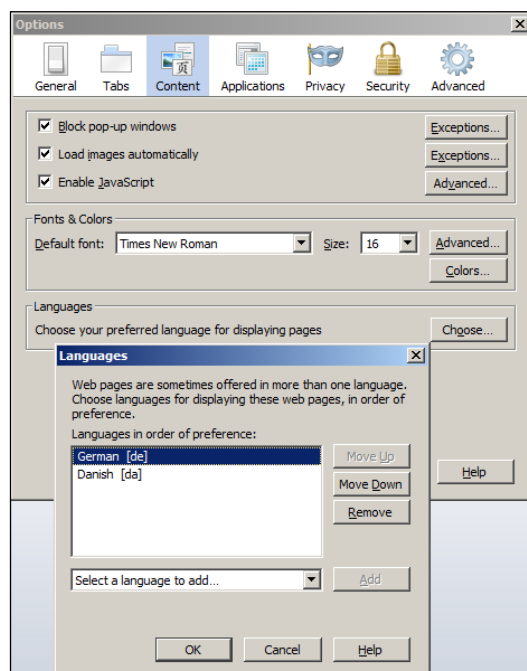 Options
General Tabs Content Applications Privacy Security Advanced
Block pop-up windows Exceptions...
Load images automatically Exceptions...
Enable JavaScript Advanced...
Fonts & Colors
Default font: Times New Roman Size: 16 Advanced...
Colors...
Languages
Choose your preferred language for displaying pages Choose...
Languages
Web pages are sometimes offered in more than one language.
Choose languages for displaying these web pages, in order of
preference.
Languages in order of preference:
German [de] Move Up
Danish [da]
Move Down
Remove
Help
Select a language to add... Add
OK Cancel Help